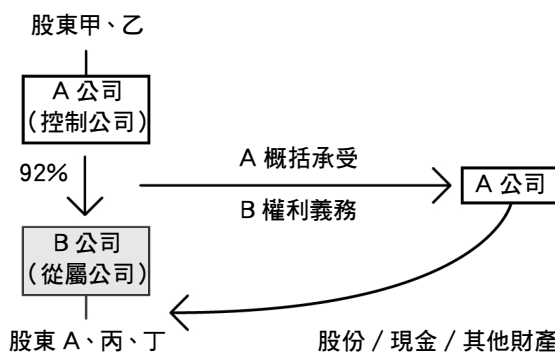 股東甲、乙
A 公司
（控制公司）
92%
A 概括承受
B 權利義務
A 公司
B 公司
（從屬公司）
股東 A、丙、丁
股份 / 現金 / 其他財產